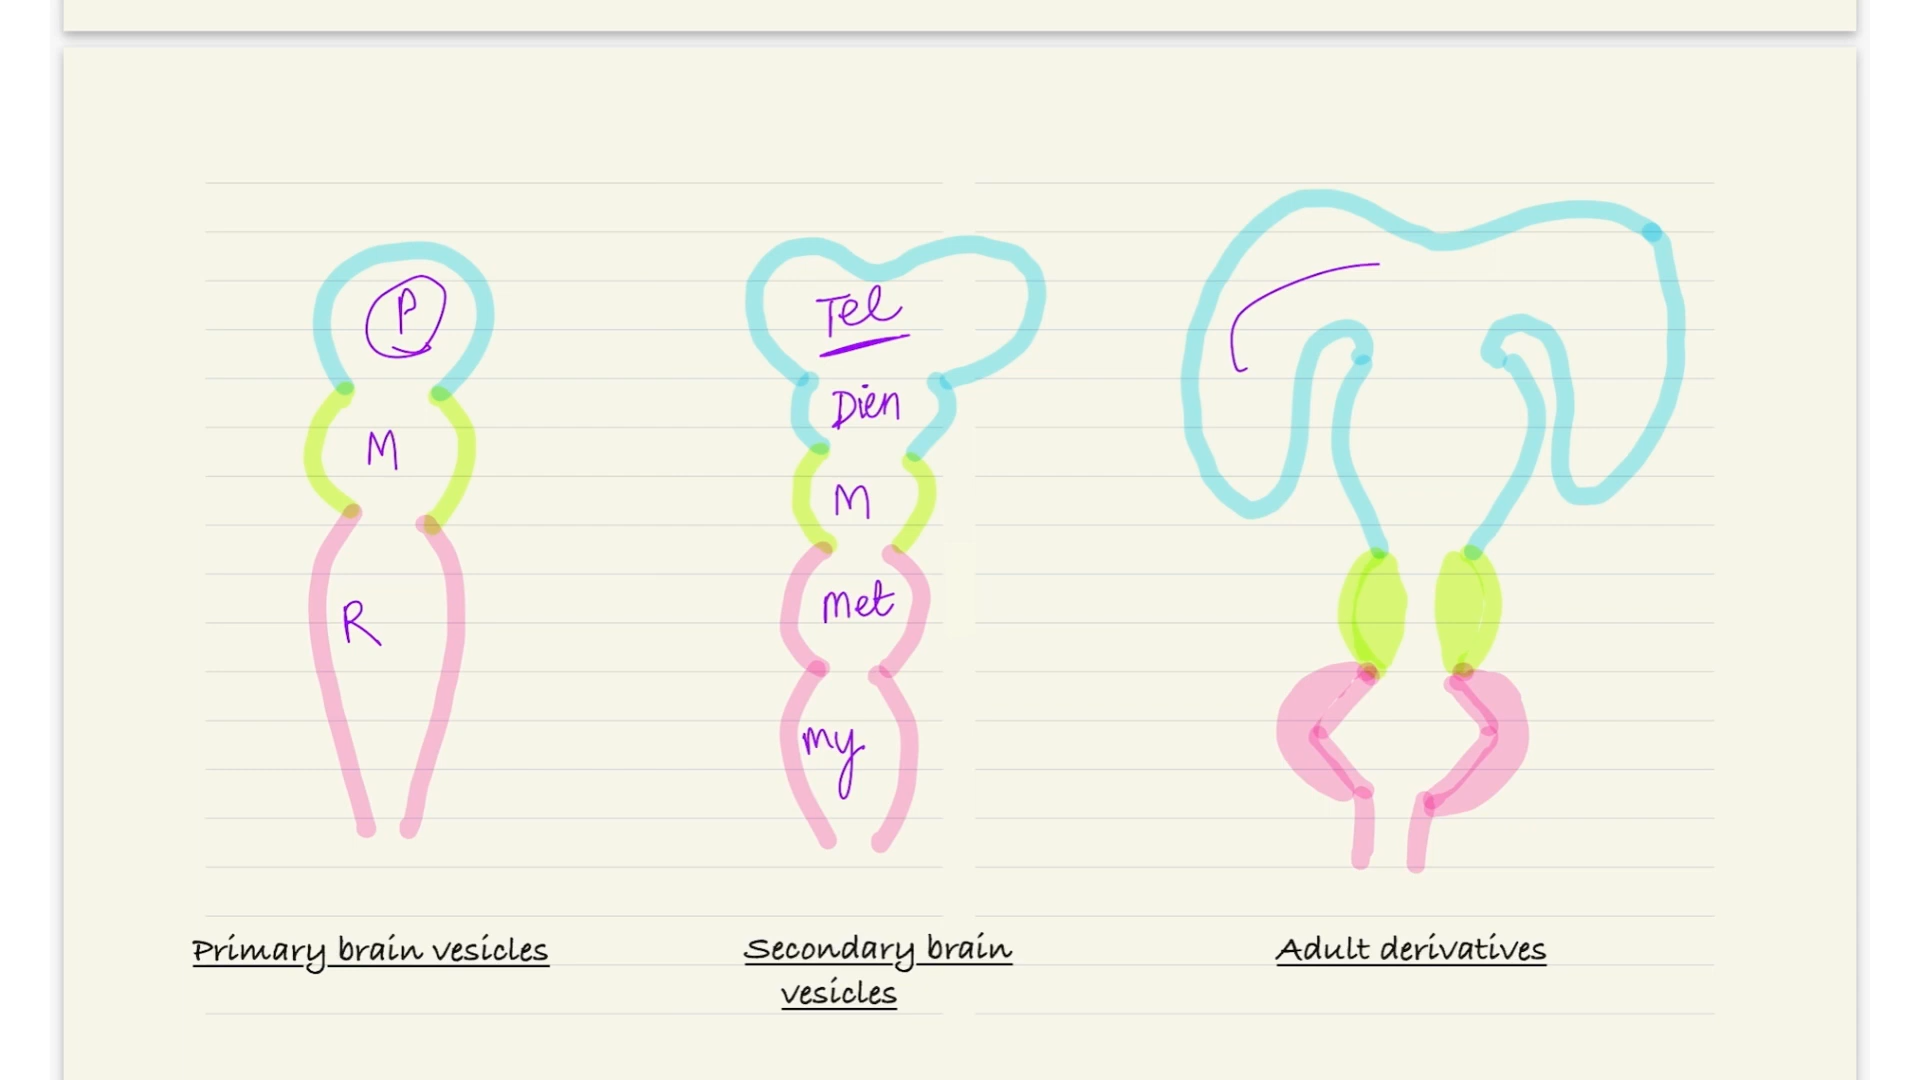 P
M
R
Tel
Dien
M
Met
My
Primary brain vesicles
Secondary brain
vesicles
Adult derivatives